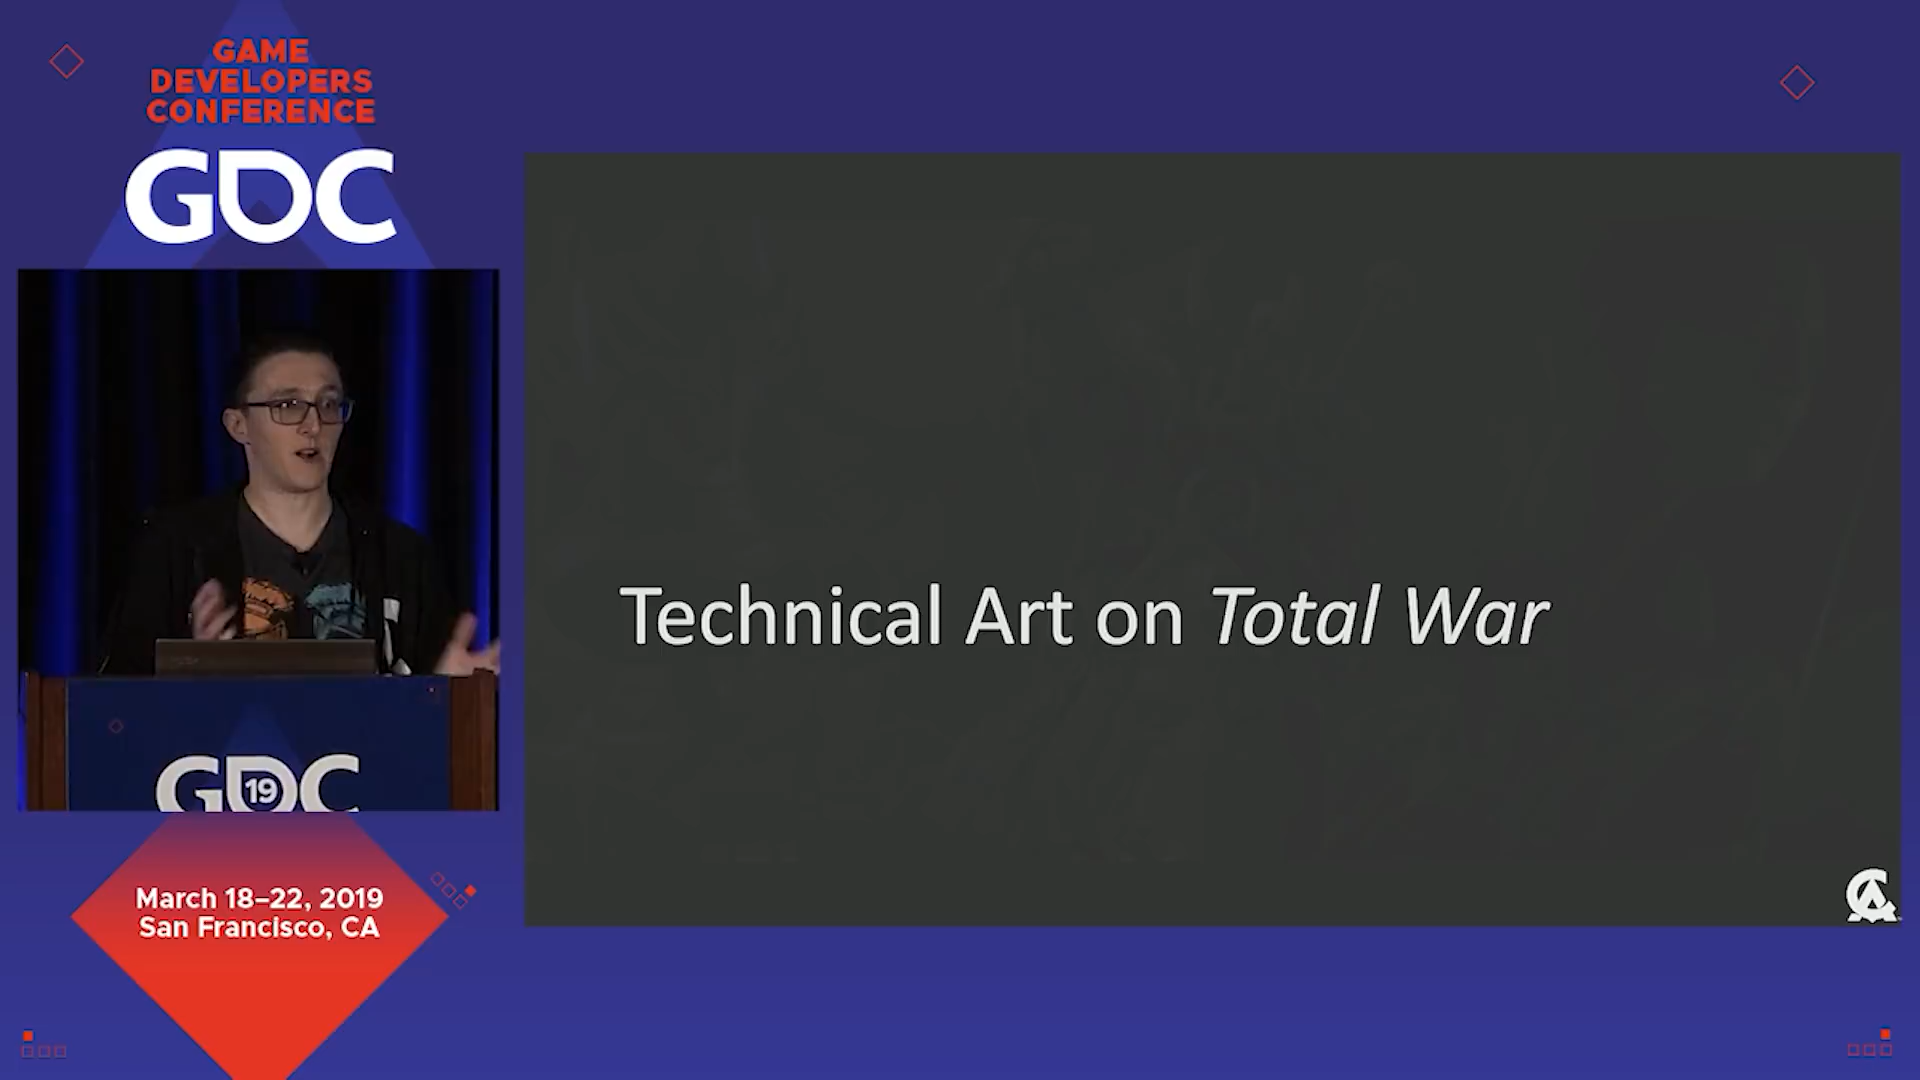 GAME
DEVELOPERS
CONFERENCE
GDC
Technical Art on Total War
GDC
19
March 18–22, 2019
San Francisco, CA